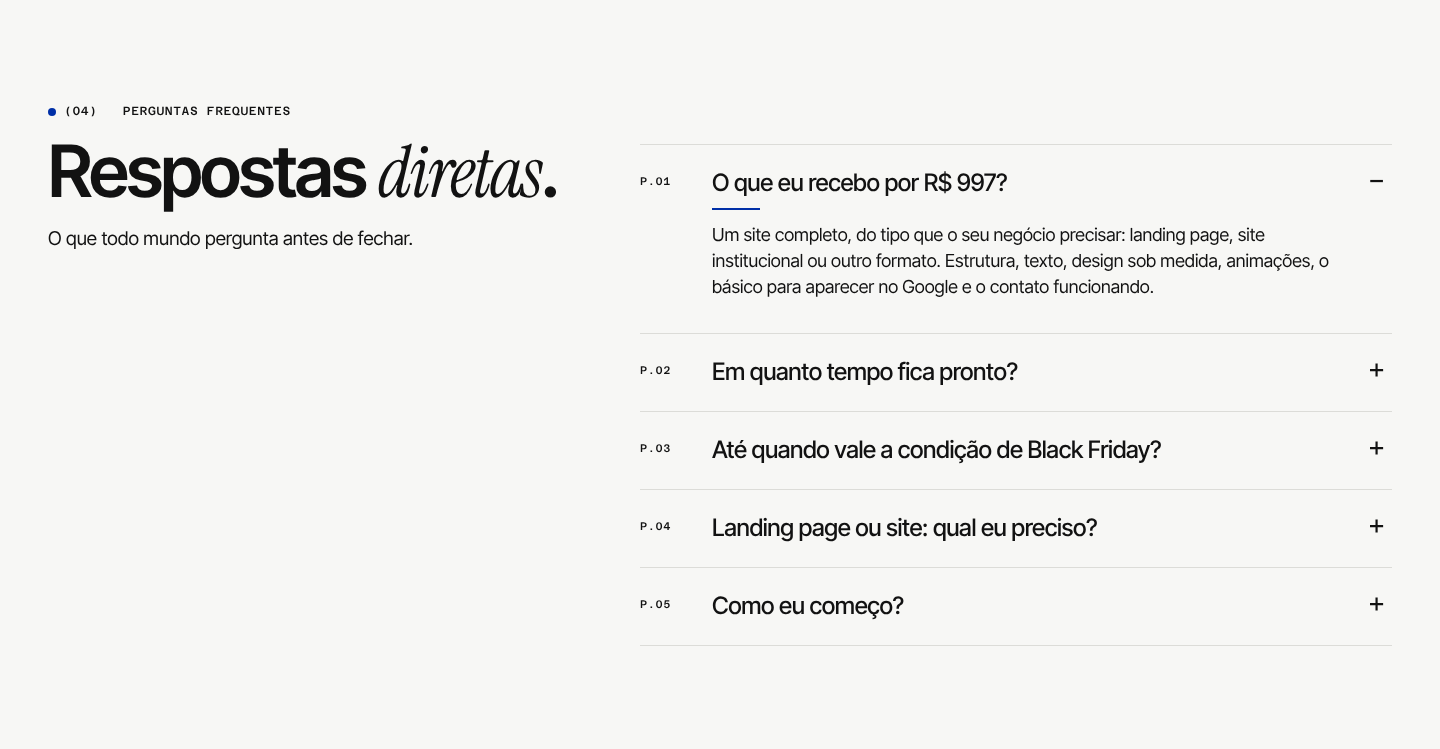 (04) PERGUNTAS FREQUENTES
Respostas diretas.
O que todo mundo pergunta antes de fechar.
P.01 O que eu recebo por R$ 997? −
Um site completo, do tipo que o seu negócio precisar: landing page, site
institucional ou outro formato. Estrutura, texto, design sob medida, animações, o
básico para aparecer no Google e o contato funcionando.
P.02 Em quanto tempo fica pronto? +
P.03 Até quando vale a condição de Black Friday? +
P.04 Landing page ou site: qual eu preciso? +
P.05 Como eu começo? +